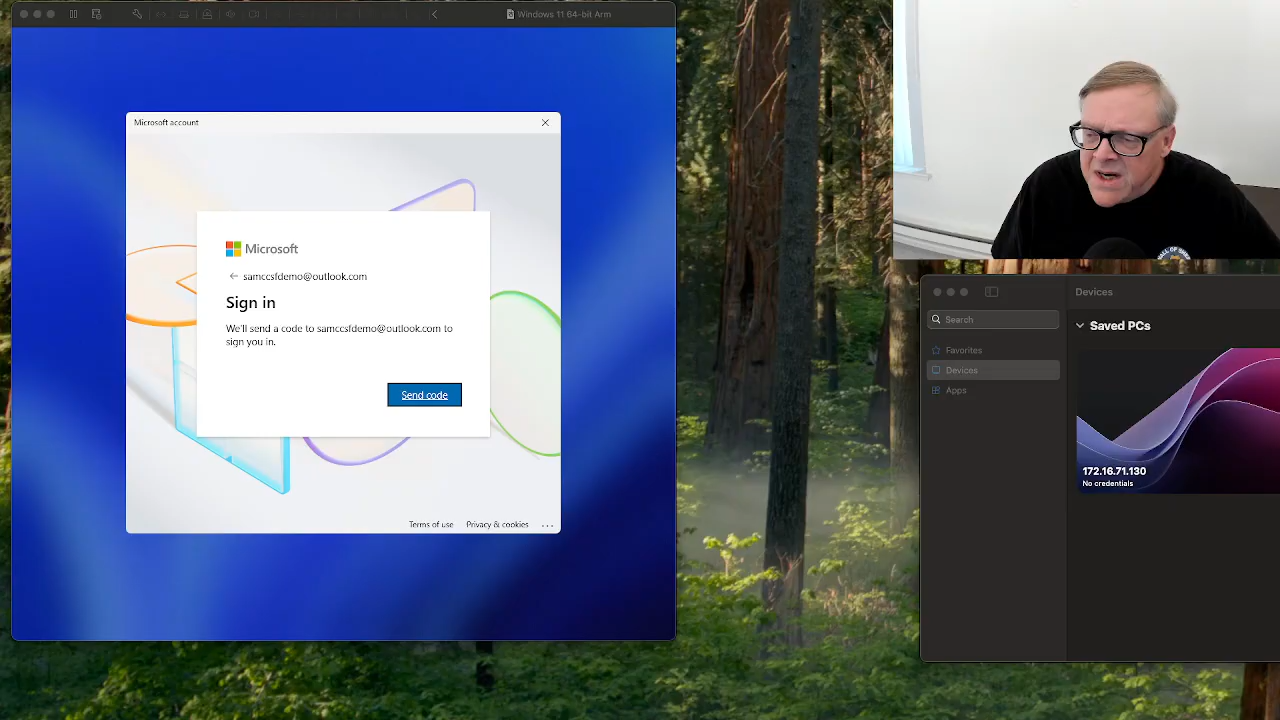 Windows 11 64-bit Arm
Microsoft account
Microsoft
samccsfdemo@outlook.com
Sign in
We'll send a code to samccsfdemo@outlook.com to
sign you in.
Send code
Terms of use
Privacy & cookies
Devices
Search
Saved PCs
Favorites
Devices
Apps
172.16.71.130
No credentials